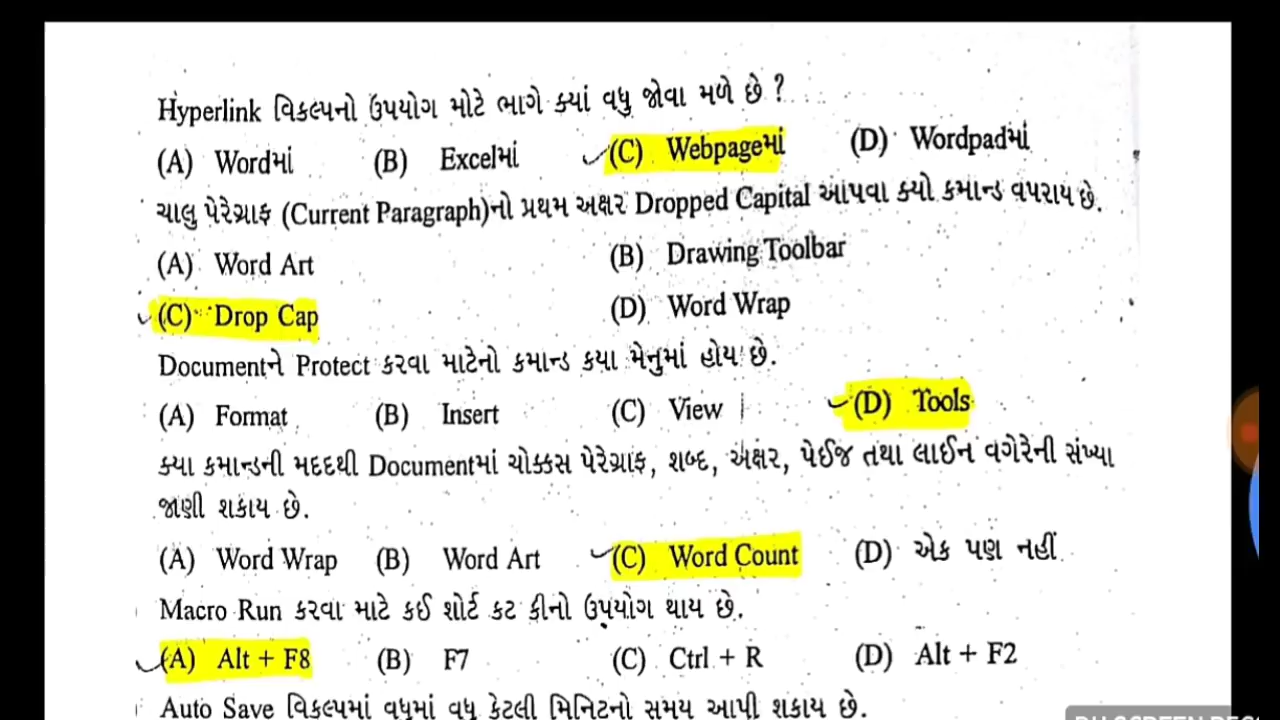 Hyperlink વિકલ્પનો ઉપયોગ મોટે ભાગે ક્યાં વધુ જોવા મળે છે ?
(A) Wordમાં (B) Excelમાં (C) Webpageમાં (D) Wordpadમાં
ચાલુ પેરેગ્રાફ (Current Paragraph)નો પ્રથમ અક્ષર Dropped Capital આપવા ક્યો કમાન્ડ વપરાય છે.
(A) Word Art (B) Drawing Toolbar
(C) Drop Cap (D) Word Wrap
Documentને Protect કરવા માટેનો કમાન્ડ કયા મેનુમાં હોય છે.
(A) Format (B) Insert (C) View (D) Tools
ક્યા કમાન્ડની મદદથી Documentમાં ચોક્કસ પેરેગ્રાફ, શબ્દ, અક્ષર, પેઈજ તથા લાઈન વગેરેની સંખ્યા
જાણી શકાય છે.
(A) Word Wrap (B) Word Art (C) Word Count (D) એક પણ નહીં
Macro Run કરવા માટે કઈ શોર્ટ કટ કીનો ઉપયોગ થાય છે.
(A) Alt + F8 (B) F7 (C) Ctrl + R (D) Alt + F2
Auto Save વિકલ્પમાં વધુમાં વધુ કેટલી મિનિટનો સમય આપી શકાય છે.